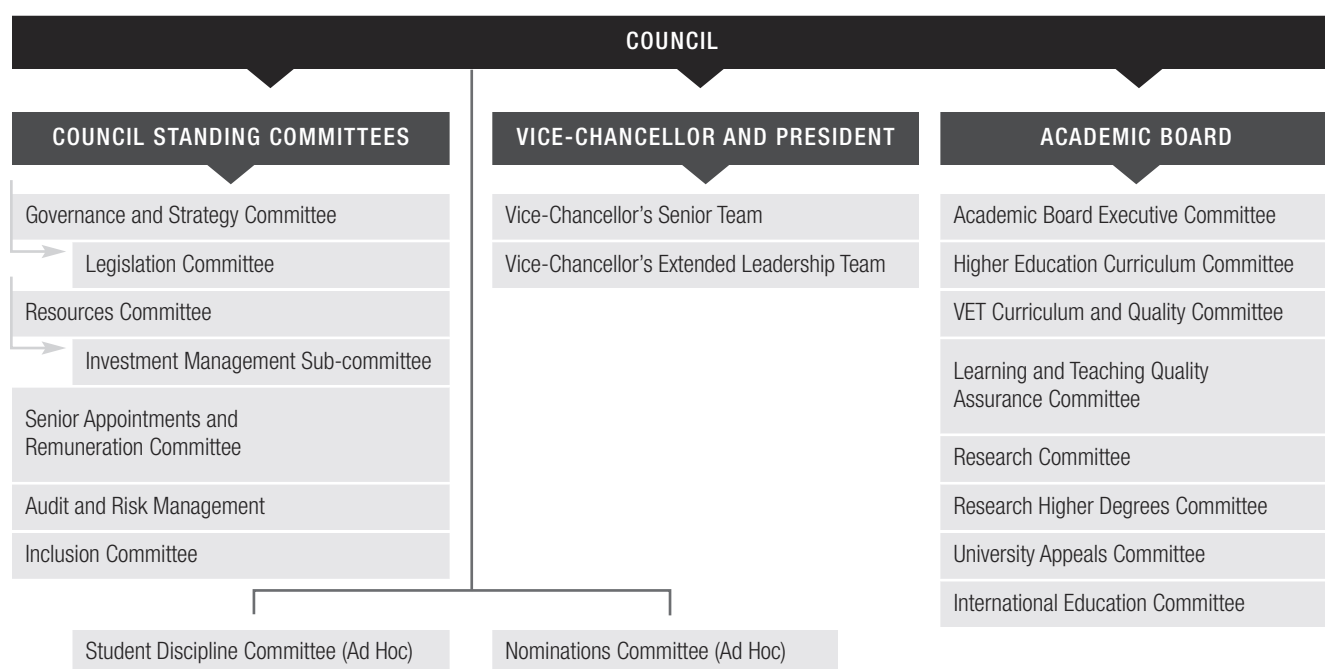 COUNCIL
COUNCIL STANDING COMMITTEES
Governance and Strategy Committee
Legislation Committee
Resources Committee
Investment Management Sub-committee
Senior Appointments and
Remuneration Committee
Audit and Risk Management
Inclusion Committee
VICE-CHANCELLOR AND PRESIDENT
Vice-Chancellor’s Senior Team
Vice-Chancellor’s Extended Leadership Team
ACADEMIC BOARD
Academic Board Executive Committee
Higher Education Curriculum Committee
VET Curriculum and Quality Committee
Learning and Teaching Quality
Assurance Committee
Research Committee
Research Higher Degrees Committee
University Appeals Committee
International Education Committee
Student Discipline Committee (Ad Hoc)
Nominations Committee (Ad Hoc)